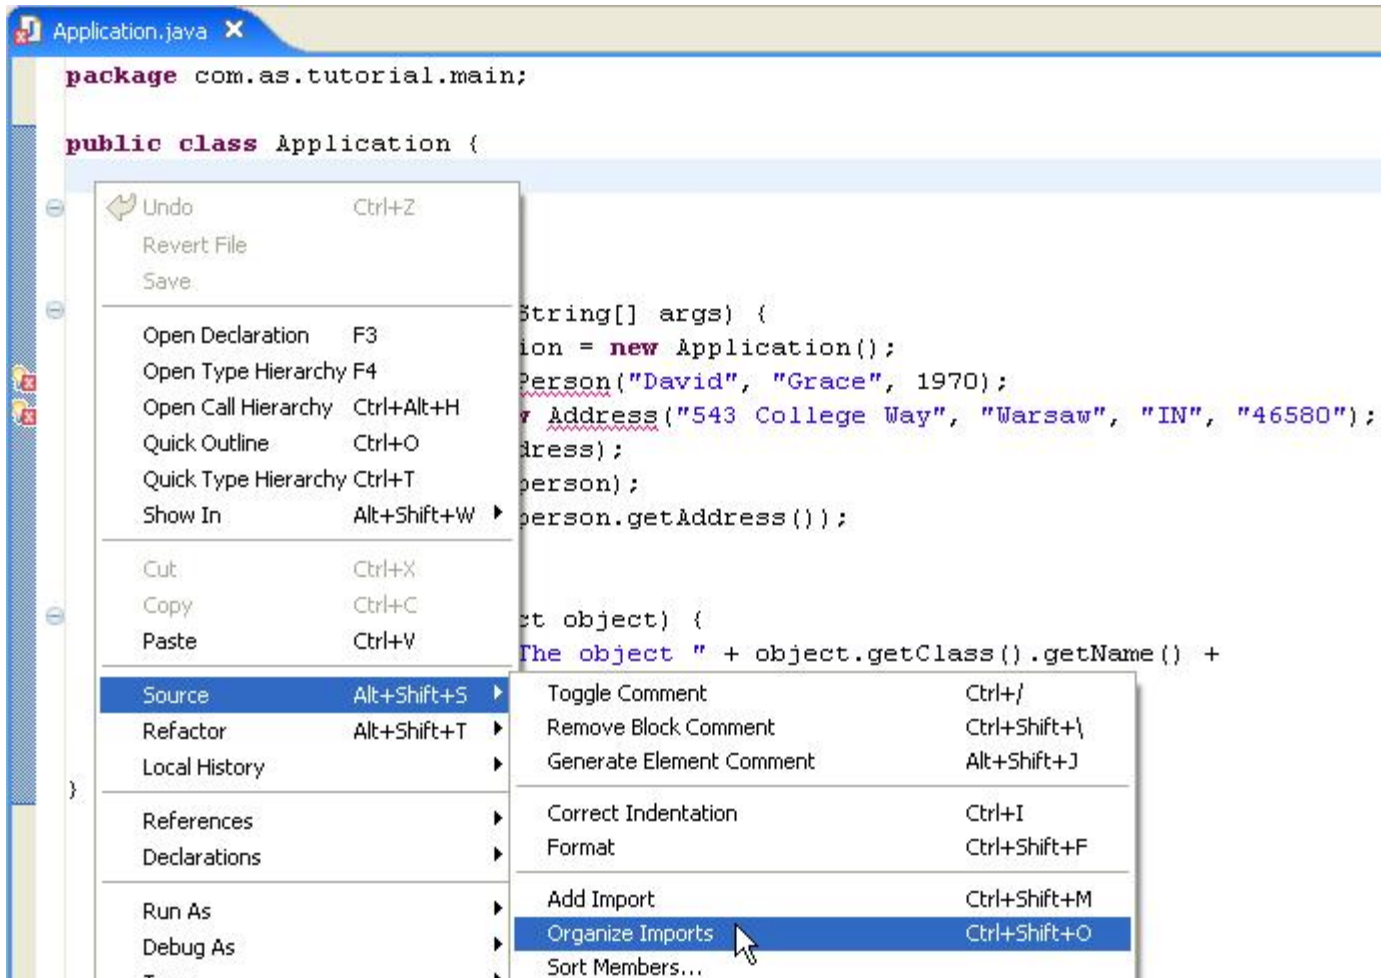 Application.java
package com.as.tutorial.main;
public class Application {
Undo Ctrl+Z
Revert File
Save
String[] args) {
Open Declaration F3
ion = new Application();
Open Type Hierarchy F4
Person("David", "Grace", 1970);
Open Call Hierarchy Ctrl+Alt+H
Address("543 College Way", "Warsaw", "IN", "46580");
Quick Outline Ctrl+O
dress);
Quick Type Hierarchy Ctrl+T
person);
Show In Alt+Shift+W
person.getAddress());
Cut Ctrl+X
Copy Ctrl+C
ct object) {
Paste Ctrl+V
The object " + object.getClass().getName() +
Source Alt+Shift+S
Refactor Alt+Shift+T
Local History
References
Declarations
Run As
Debug As
Toggle Comment Ctrl+/
Remove Block Comment Ctrl+Shift+\
Generate Element Comment Alt+Shift+J
}
Correct Indentation Ctrl+I
Format Ctrl+Shift+F
Add Import Ctrl+Shift+M
Organize Imports Ctrl+Shift+O
Sort Members...